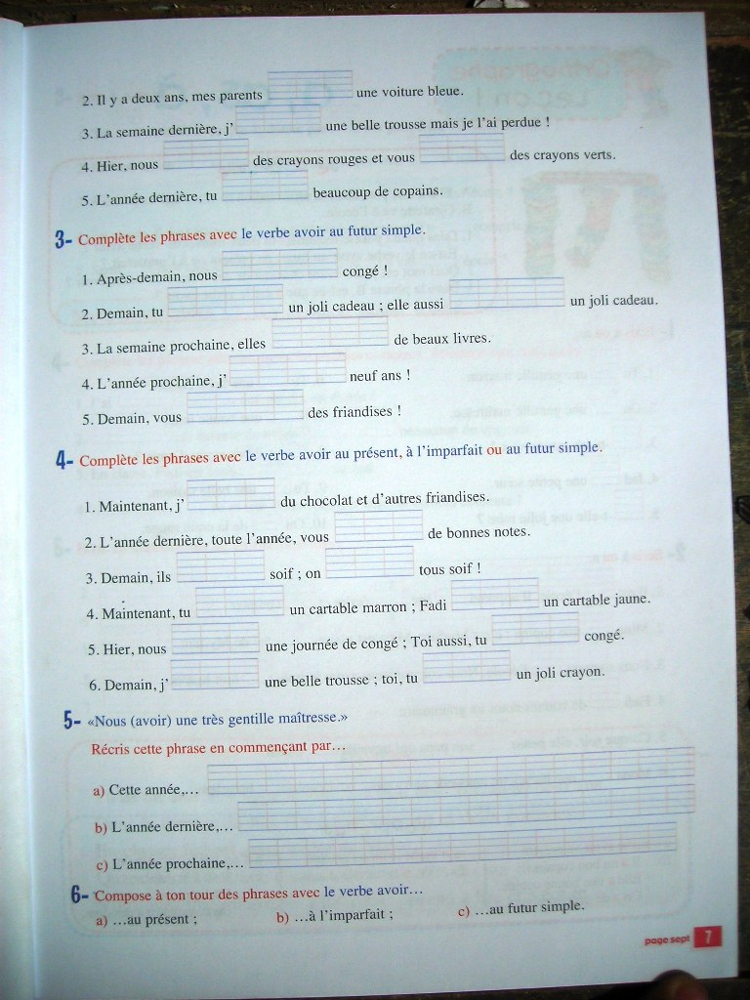 2. Il y a deux ans, mes parents une voiture bleue.
3. La semaine dernière, j' une belle trousse mais je l'ai perdue !
4. Hier, nous des crayons rouges et vous des crayons verts.
5. L'année dernière, tu beaucoup de copains.
3- Complète les phrases avec le verbe avoir au futur simple.
1. Après-demain, nous congé !
2. Demain, tu un joli cadeau ; elle aussi un joli cadeau.
3. La semaine prochaine, elles de beaux livres.
4. L'année prochaine, j' neuf ans !
5. Demain, vous des friandises !
4- Complète les phrases avec le verbe avoir au présent, à l'imparfait ou au futur simple.
1. Maintenant, j' du chocolat et d'autres friandises.
2. L'année dernière, toute l'année, vous de bonnes notes.
3. Demain, ils soif ; on tous soif !
4. Maintenant, tu un cartable marron ; Fadi un cartable jaune.
5. Hier, nous une journée de congé ; Toi aussi, tu congé.
6. Demain, j' une belle trousse ; toi, tu un joli crayon.
5- «Nous (avoir) une très gentille maîtresse.»
Récris cette phrase en commençant par…
a) Cette année,…
b) L'année dernière,…
c) L'année prochaine,…
6- Compose à ton tour des phrases avec le verbe avoir…
a) …au présent ; b) …à l'imparfait ; c) …au futur simple.
page sept 7